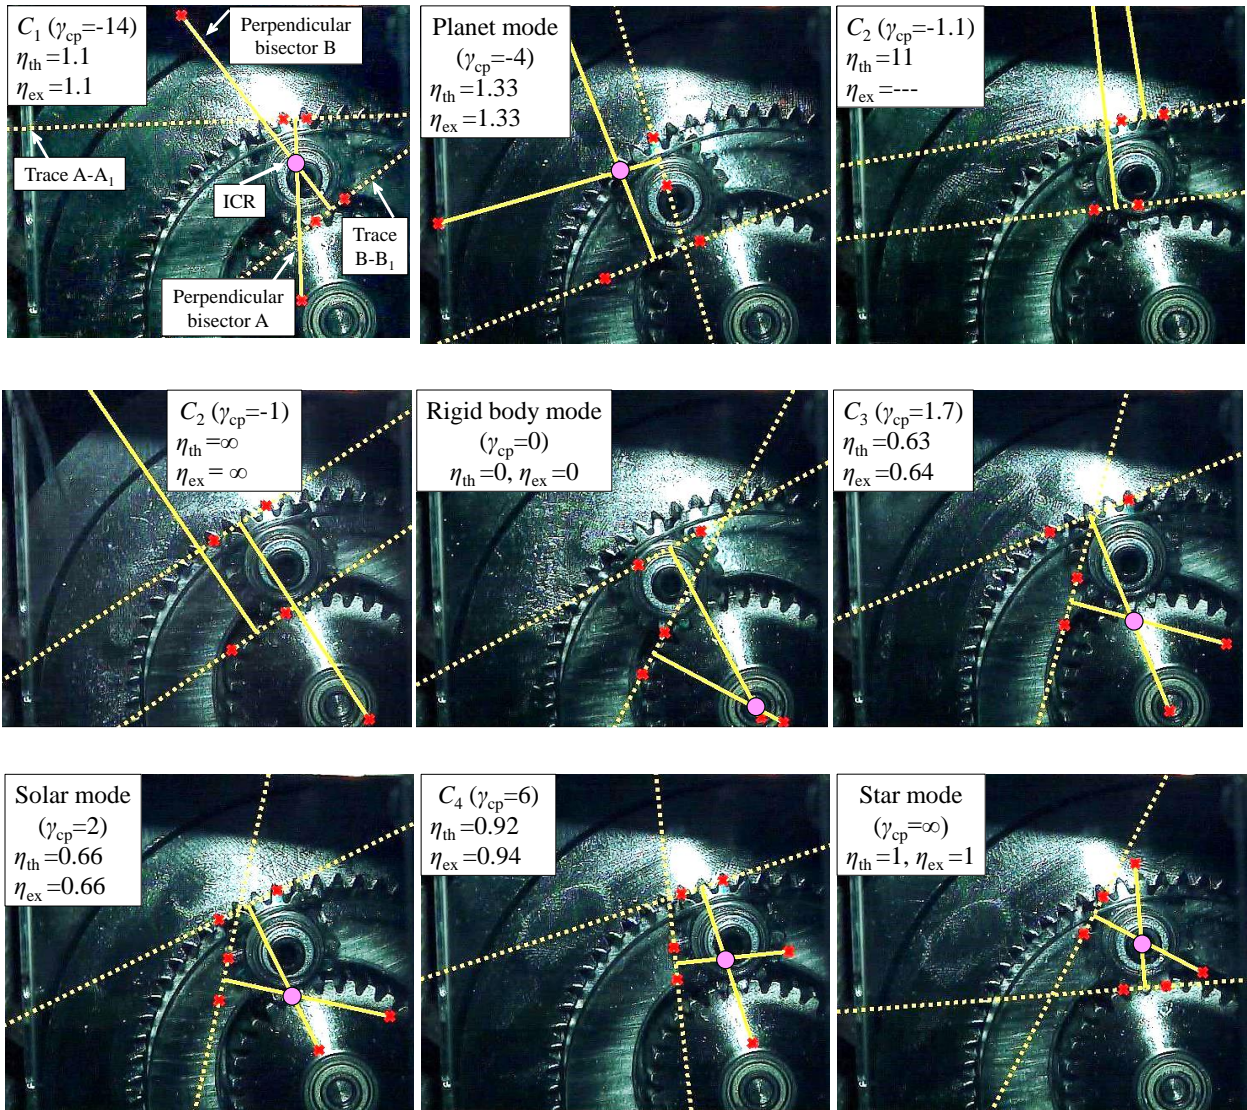 C₁ (γcp=-14)
ηth =1.1
ηex =1.1
Perpendicular
bisector B
Trace A-A₁
ICR
Trace
B-B₁
Perpendicular
bisector A
Planet mode
(γcp=-4)
ηth=1.33
ηex=1.33
C₂ (γcp=-1.1)
ηth=11
ηex=---
C₂ (γcp=-1)
ηth=∞
ηex= ∞
Rigid body mode
(γcp=0)
ηth=0, ηex=0
C₃ (γcp=1.7)
ηth=0.63
ηex=0.64
Solar mode
(γcp=2)
ηth=0.66
ηex=0.66
C₄ (γcp=6)
ηth=0.92
ηex=0.94
Star mode
(γcp=∞)
ηth=1, ηex=1